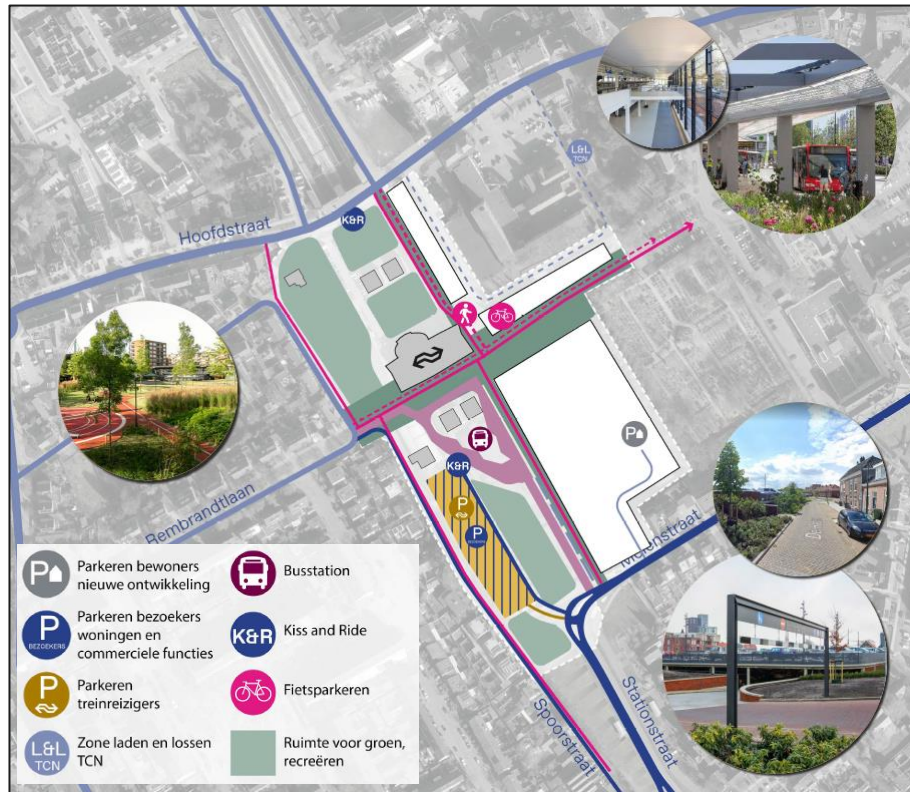 L&L
TCN
K&R
Hoofdstraat
P
K&R
P
P
BEZOEKERS
Rembrandtlaan
Spoorstraat
Stationstraat
P
Parkeren bewoners
nieuwe ontwikkeling
P
BEZOEKERS
Parkeren bezoekers
woningen en
commerciele functies
P
Parkeren
treinreizigers
L&L
TCN
Zone laden en lossen
TCN
Busstation
K&R
Kiss and Ride
Fietsparkeren
Ruimte voor groen,
recreëren